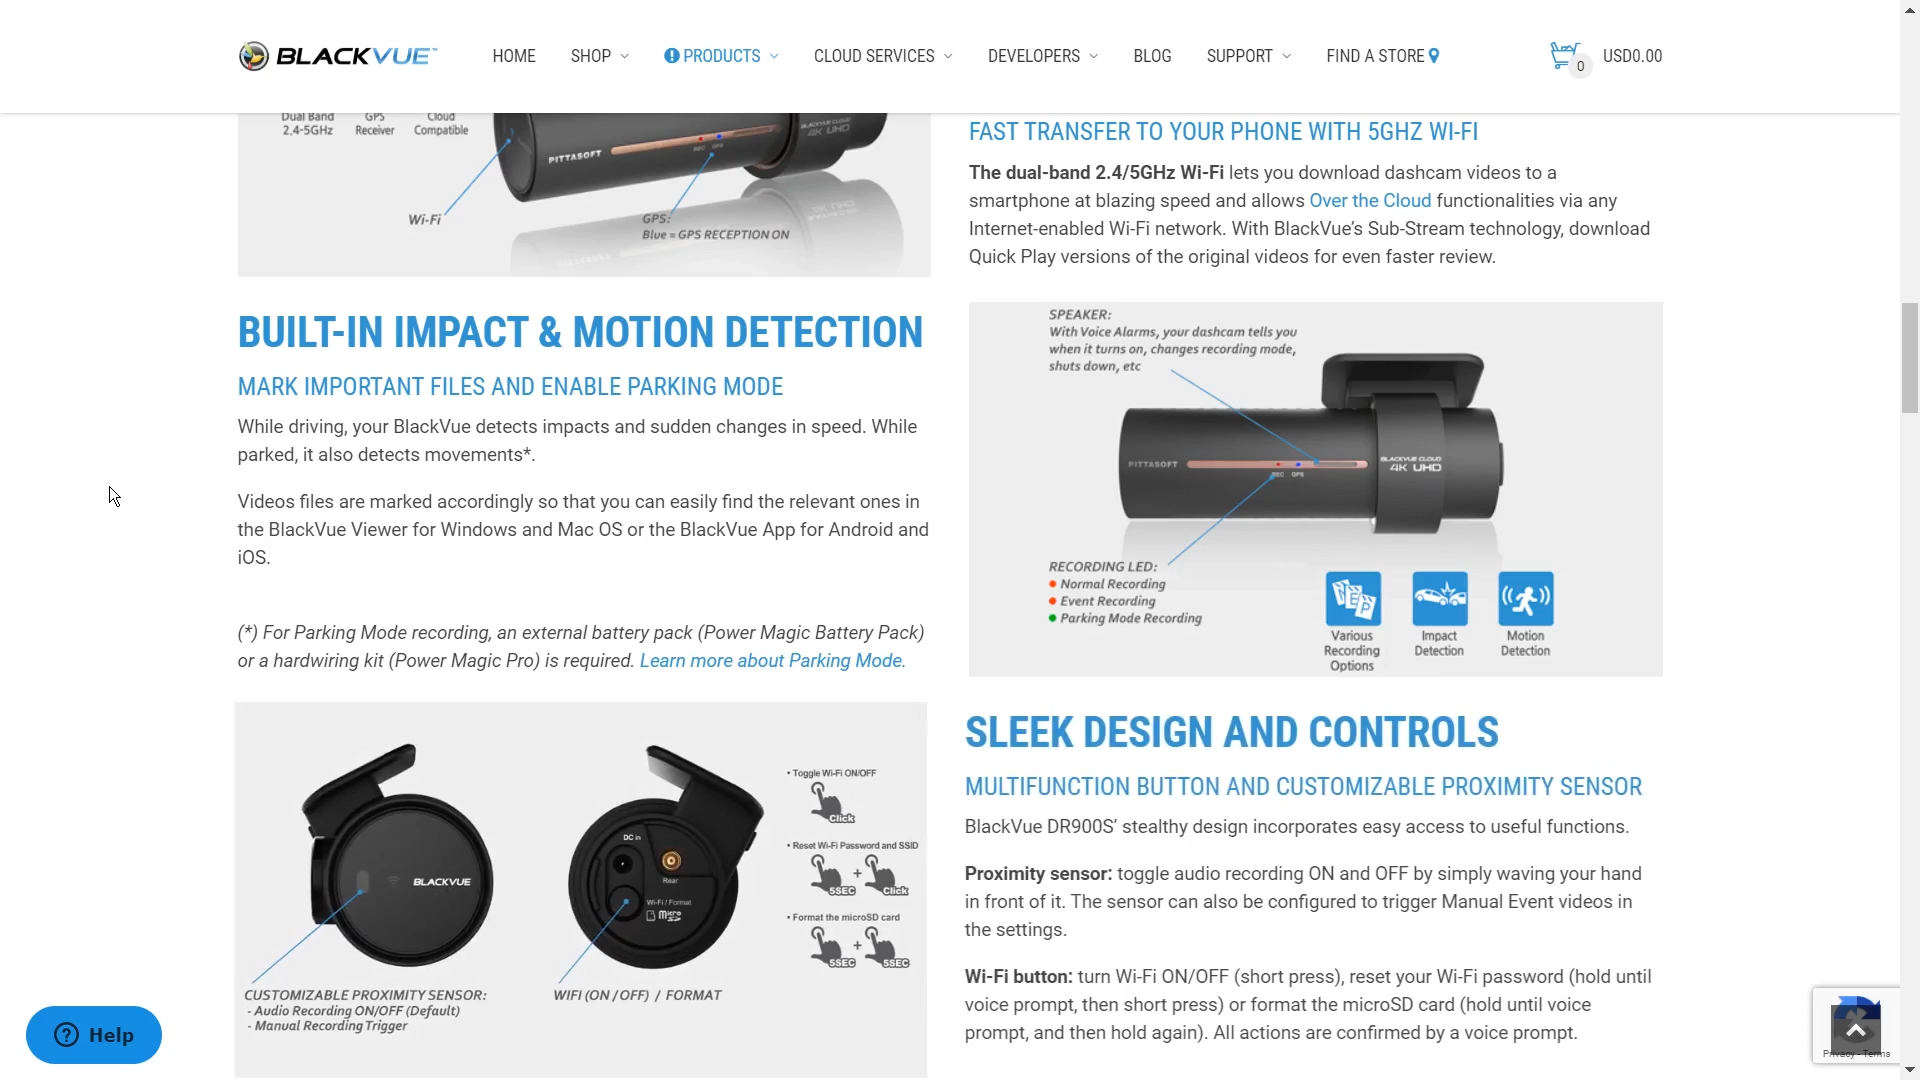 BLACKVUE
HOME
SHOP
PRODUCTS
CLOUD SERVICES
DEVELOPERS
BLOG
SUPPORT
FIND A STORE
0
USD0.00
Dual Band
2.4-5GHz
GPS
Receiver
Cloud
Compatible
PITTASOFT
REC GPS
BLACKVUE CLOUD
4K UHD
Wi-Fi
GPS:
Blue = GPS RECEPTION ON
FAST TRANSFER TO YOUR PHONE WITH 5GHZ WI-FI
The dual-band 2.4/5GHz Wi-Fi lets you download dashcam videos to a
smartphone at blazing speed and allows Over the Cloud functionalities via any
Internet-enabled Wi-Fi network. With BlackVue’s Sub-Stream technology, download
Quick Play versions of the original videos for even faster review.
BUILT-IN IMPACT & MOTION DETECTION
MARK IMPORTANT FILES AND ENABLE PARKING MODE
While driving, your BlackVue detects impacts and sudden changes in speed. While
parked, it also detects movements*.
Videos files are marked accordingly so that you can easily find the relevant ones in
the BlackVue Viewer for Windows and Mac OS or the BlackVue App for Android and
iOS.
(*) For Parking Mode recording, an external battery pack (Power Magic Battery Pack)
or a hardwiring kit (Power Magic Pro) is required. Learn more about Parking Mode.
SPEAKER:
With Voice Alarms, your dashcam tells you
when it turns on, changes recording mode,
shuts down, etc
PITTASOFT
REC GPS
BLACKVUE CLOUD
4K UHD
RECORDING LED:
Normal Recording
Event Recording
Parking Mode Recording
N E P
Various
Recording
Options
Impact
Detection
Motion
Detection
BLACKVUE
CUSTOMIZABLE PROXIMITY SENSOR:
- Audio Recording ON/OFF (Default)
- Manual Recording Trigger
DC in
Rear
Wi-Fi / Format
micro
WIFI (ON / OFF) / FORMAT
• Toggle Wi-Fi ON/OFF
Click
• Reset Wi-Fi Password and SSID
5SEC + Click
• Format the microSD card
5SEC + 5SEC
SLEEK DESIGN AND CONTROLS
MULTIFUNCTION BUTTON AND CUSTOMIZABLE PROXIMITY SENSOR
BlackVue DR900S’ stealthy design incorporates easy access to useful functions.
Proximity sensor: toggle audio recording ON and OFF by simply waving your hand
in front of it. The sensor can also be configured to trigger Manual Event videos in
the settings.
Wi-Fi button: turn Wi-Fi ON/OFF (short press), reset your Wi-Fi password (hold until
voice prompt, then short press) or format the microSD card (hold until voice
prompt, and then hold again). All actions are confirmed by a voice prompt.
Help
Privacy - Terms